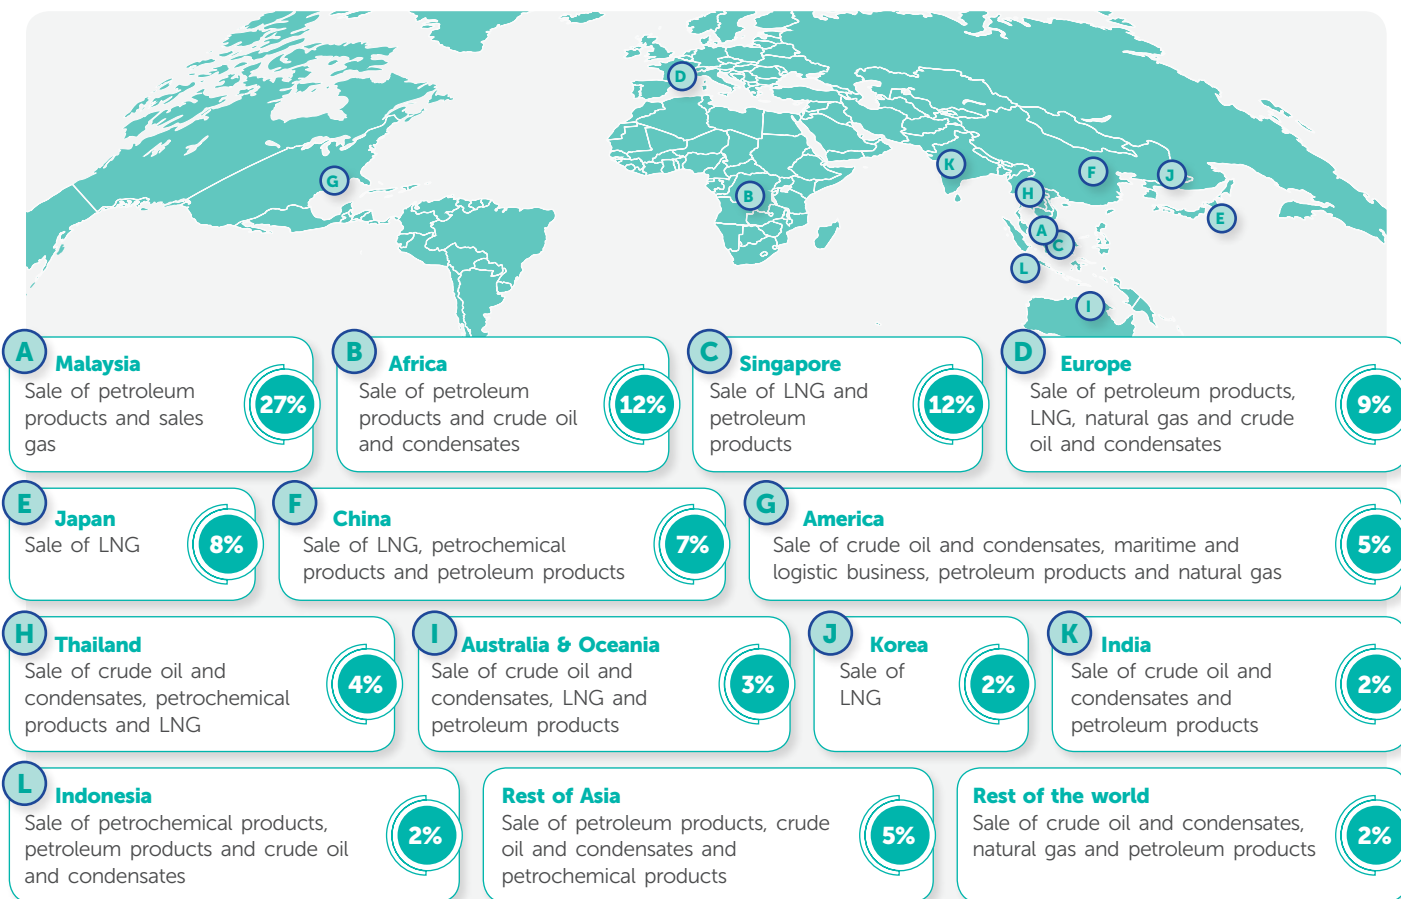 D
K
F
J
G
H
B
E
A
C
L
I
A
Malaysia
Sale of petroleum
products and sales
gas
27%
B
Africa
Sale of petroleum
products and crude oil
and condensates
12%
C
Singapore
Sale of LNG and
petroleum
products
12%
D
Europe
Sale of petroleum products,
LNG, natural gas and crude
oil and condensates
9%
E
Japan
Sale of LNG
8%
F
China
Sale of LNG, petrochemical
products and petroleum products
7%
G
America
Sale of crude oil and condensates, maritime and
logistic business, petroleum products and natural gas
5%
H
Thailand
Sale of crude oil and
condensates, petrochemical
products and LNG
4%
I
Australia & Oceania
Sale of crude oil and
condensates, LNG and
petroleum products
3%
J
Korea
Sale of
LNG
2%
K
India
Sale of crude oil and
condensates and
petroleum products
2%
L
Indonesia
Sale of petrochemical products,
petroleum products and crude oil
and condensates
2%
Rest of Asia
Sale of petroleum products, crude
oil and condensates and
petrochemical products
5%
Rest of the world
Sale of crude oil and condensates,
natural gas and petroleum products
2%